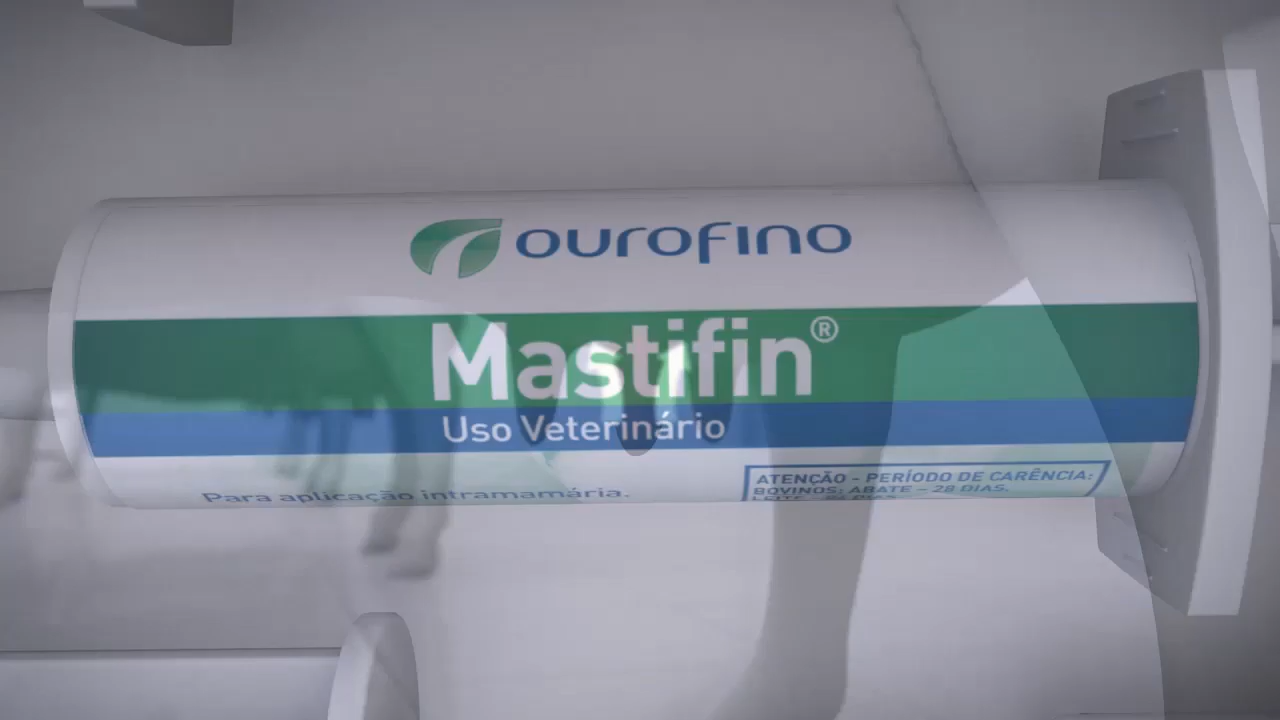 ourofino
Mastifin®
Uso Veterinário
Para aplicação intramamária.
ATENÇÃO - PERÍODO DE CARÊNCIA:
BOVINOS: ABATE - 28 DIAS.